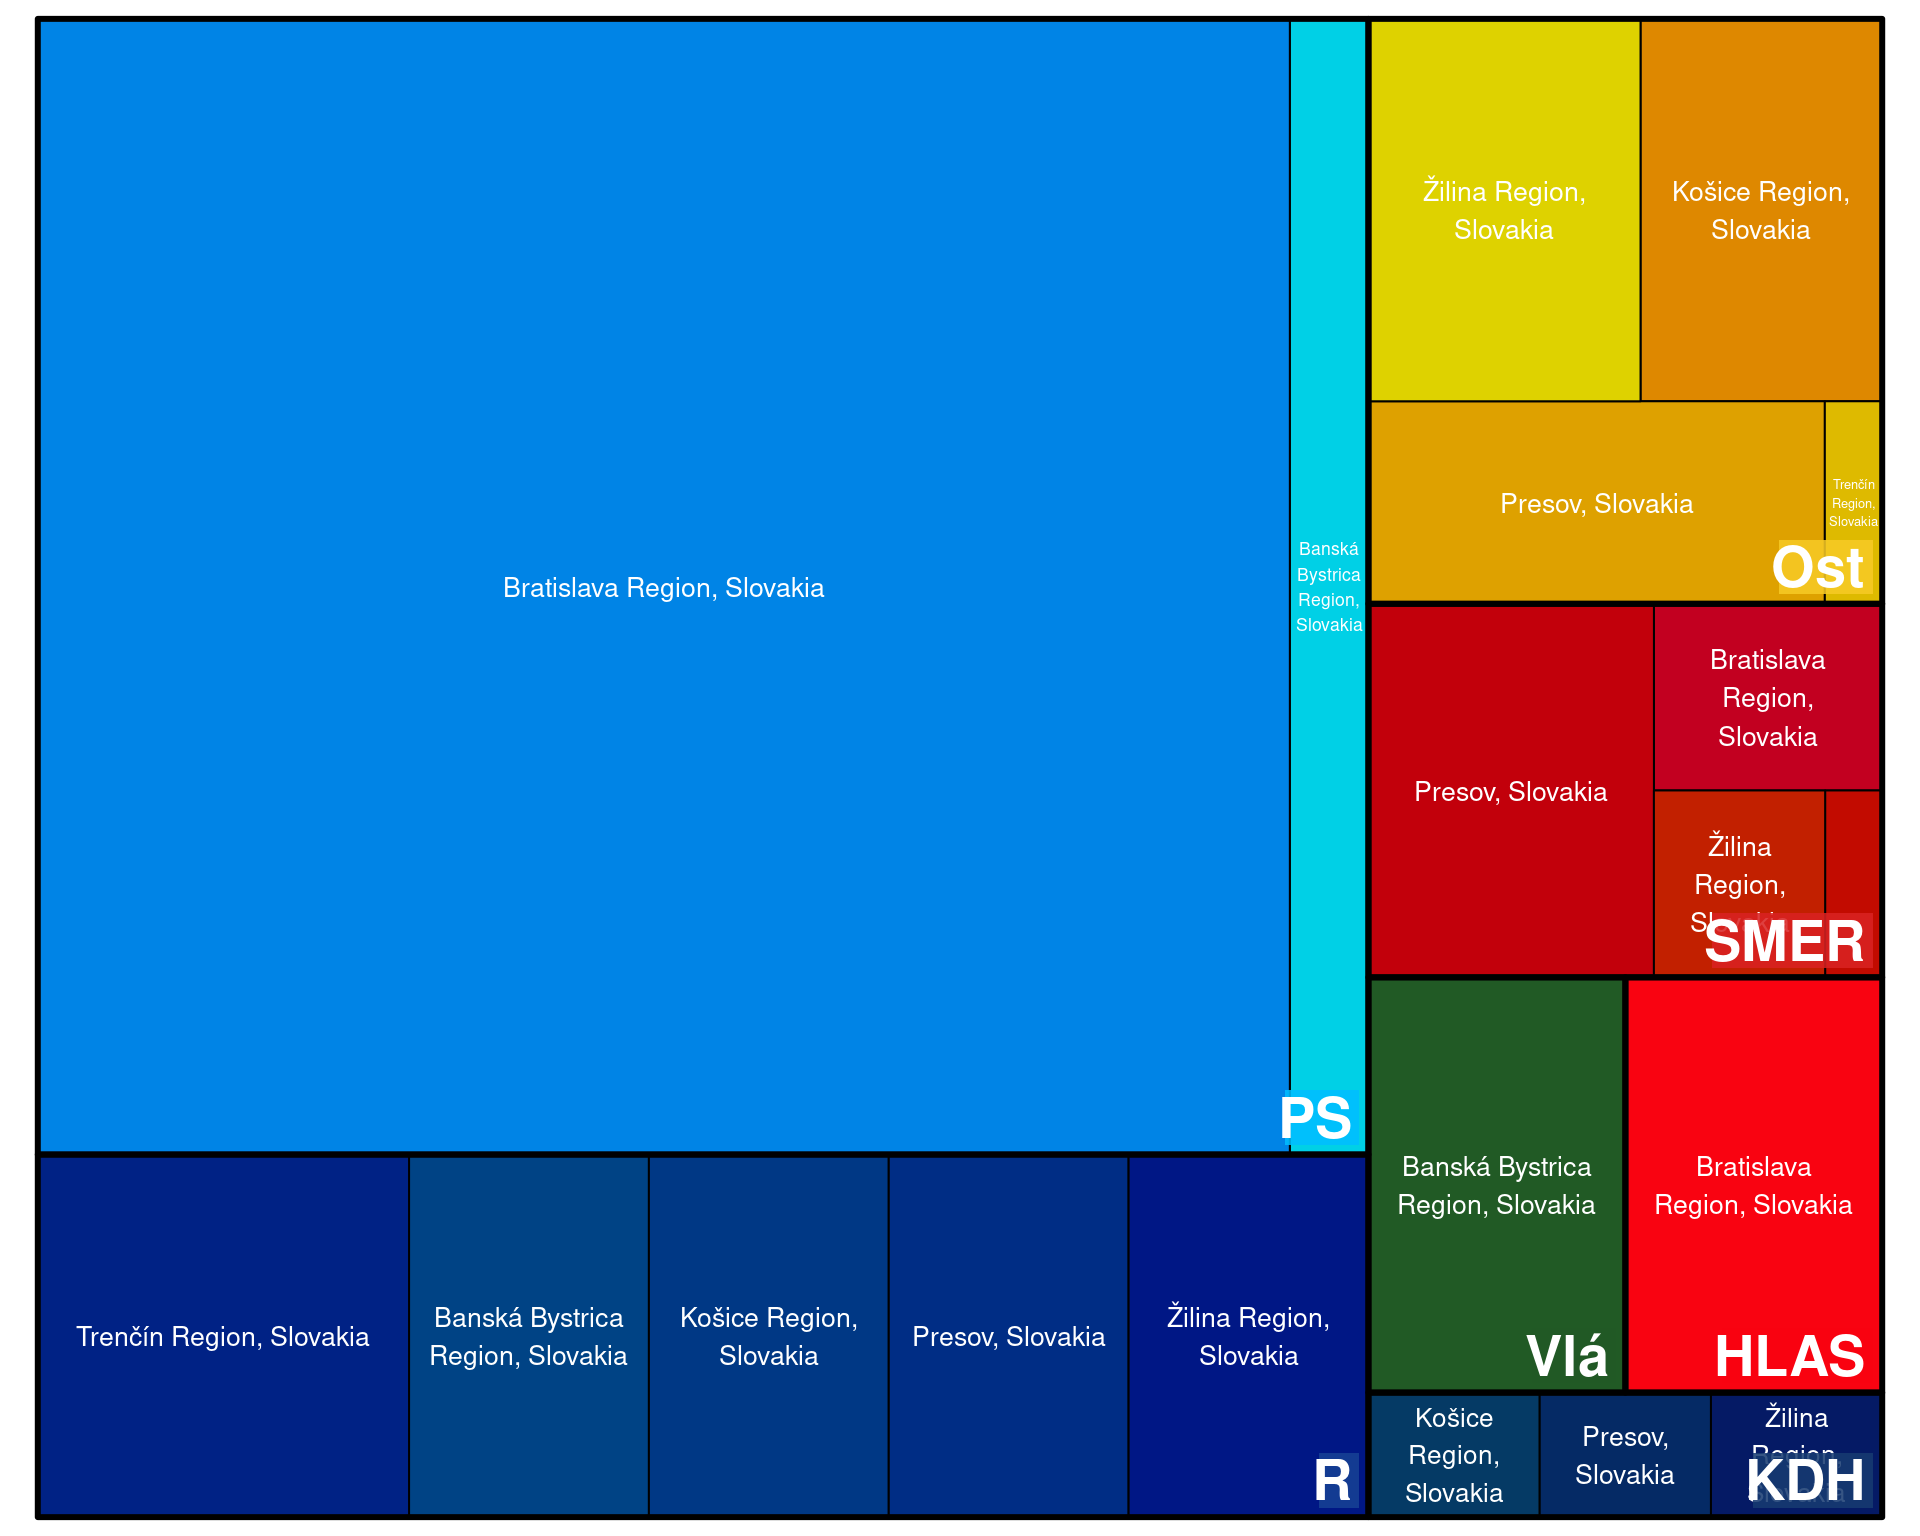 Bratislava Region, Slovakia
Banská
Bystrica
Region,
Slovakia
PS
Trenčín Region, Slovakia
Banská Bystrica
Region, Slovakia
Košice Region,
Slovakia
Presov, Slovakia
Žilina Region,
Slovakia
R
Žilina Region,
Slovakia
Košice Region,
Slovakia
Presov, Slovakia
Trenčín
Region,
Slovakia
Ost
Presov, Slovakia
Bratislava
Region,
Slovakia
Žilina
Region,
Slovakia
SMER
Banská Bystrica
Region, Slovakia
Vlá
Bratislava
Region, Slovakia
HLAS
Košice
Region,
Slovakia
Presov,
Slovakia
Žilina
Region,
Slovakia
KDH